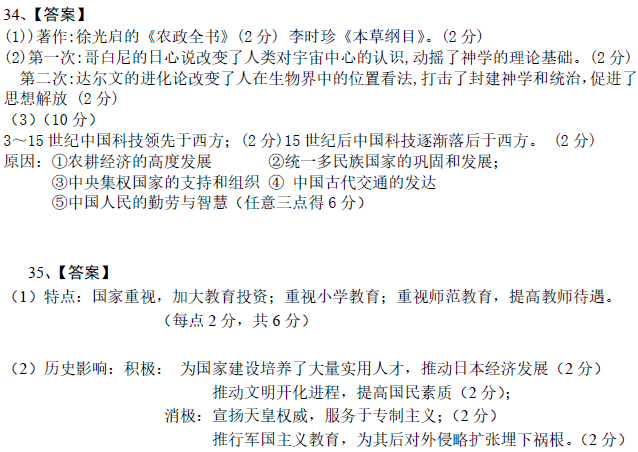 34、【答案】
(1))著作:徐光启的《农政全书》(2分) 李时珍《本草纲目》。(2分)
(2)第一次:哥白尼的日心说改变了人类对宇宙中心的认识,动摇了神学的理论基础。(2分)
第二次:达尔文的进化论改变了人在生物界中的位置看法,打击了封建神学和统治,促进了
思想解放 (2分)
（3）（10分）
3～15世纪中国科技领先于西方；(2分)15世纪后中国科技逐渐落后于西方。 (2分)
原因：①农耕经济的高度发展 ②统一多民族国家的巩固和发展；
③中央集权国家的支持和组织 ④ 中国古代交通的发达
⑤中国人民的勤劳与智慧（任意三点得6分）
35、【答案】
（1）特点：国家重视，加大教育投资；重视小学教育；重视师范教育，提高教师待遇。
（每点2分，共6分）
（2）历史影响：积极： 为国家建设培养了大量实用人才，推动日本经济发展（2分）
推动文明开化进程，提高国民素质（2分）；
消极：宣扬天皇权威，服务于专制主义；（2分）
推行军国主义教育，为其后对外侵略扩张埋下祸根。（2分）